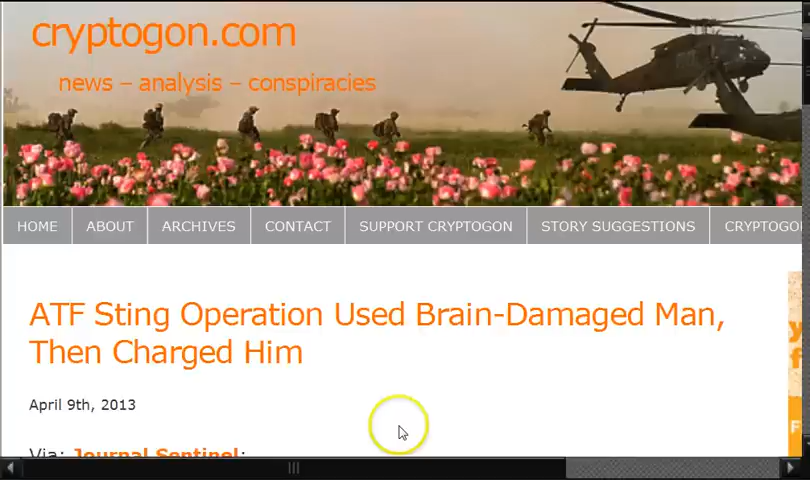 cryptogon.com
news – analysis – conspiracies
HOME
ABOUT
ARCHIVES
CONTACT
SUPPORT CRYPTOGON
STORY SUGGESTIONS
CRYPTOGO
ATF Sting Operation Used Brain-Damaged Man,
Then Charged Him
April 9th, 2013
Via: Journal Sentinel: